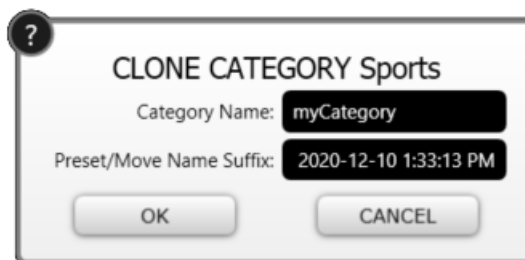 ?
CLONE CATEGORY Sports
Category Name: myCategory
Preset/Move Name Suffix: 2020-12-10 1:33:13 PM
OK CANCEL